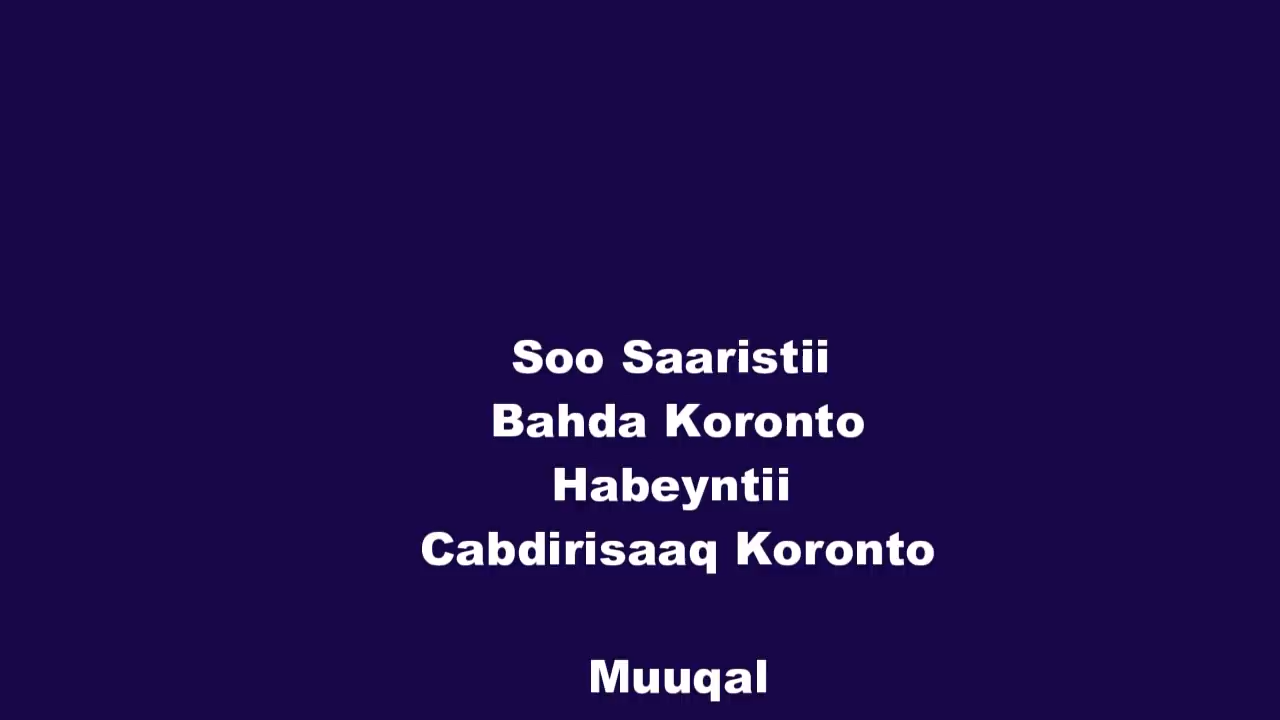 Soo Saaristii
Bahda Koronto
Habeyntii
Cabdirisaaq Koronto
Muuqal